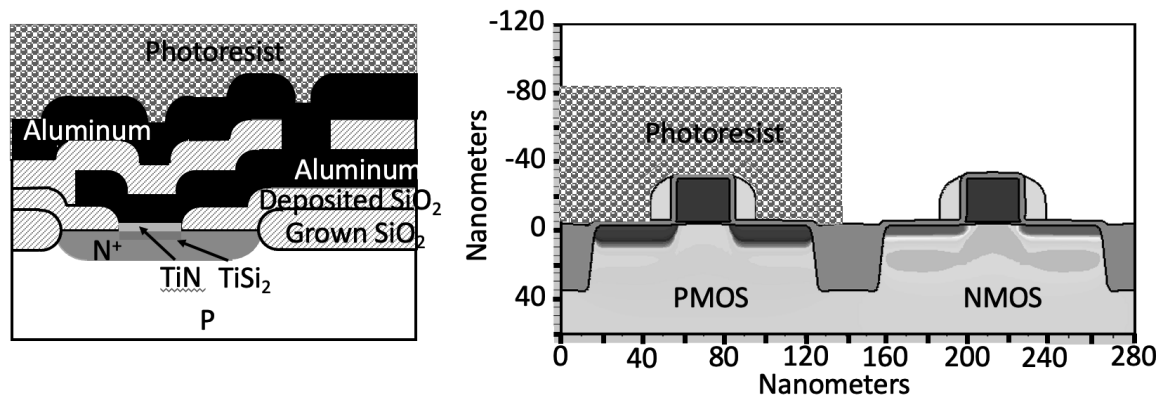 Photoresist
Aluminum
Aluminum
Deposited SiO₂
Grown SiO₂
N⁺
TiN TiSi₂
P
Nanometers
-120
-80
-40
0
40
Photoresist
PMOS
NMOS
0 40 80 120 160 200 240 280
Nanometers